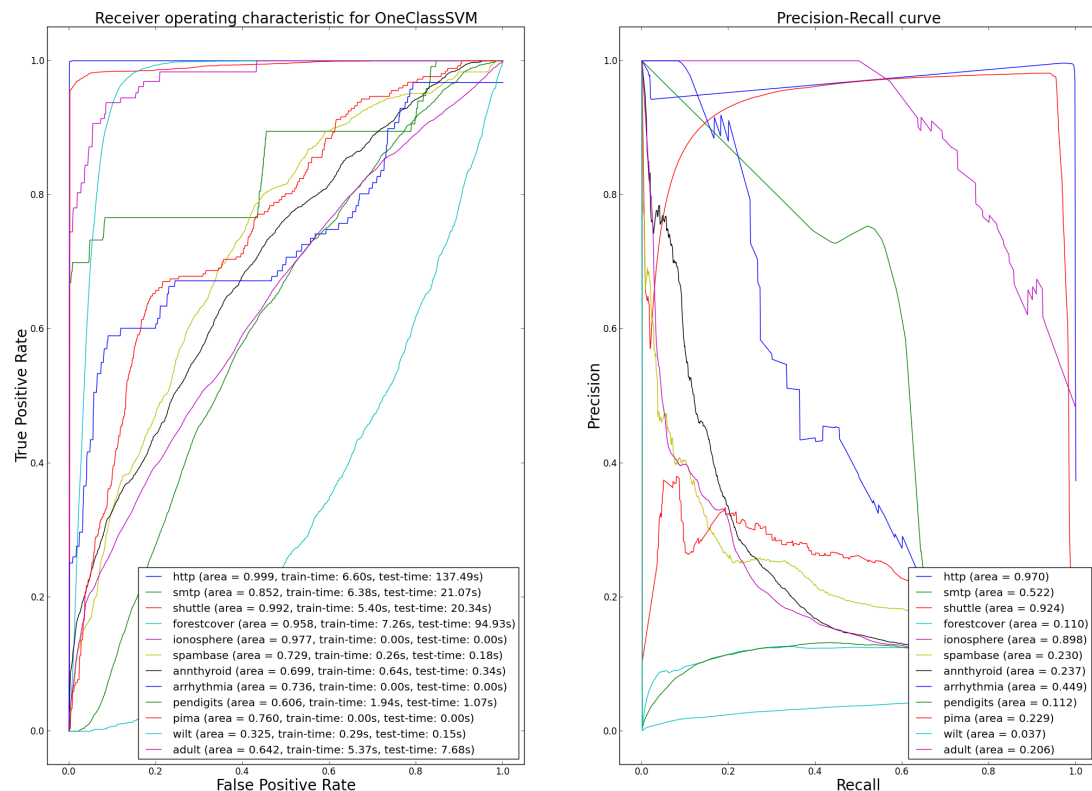 Receiver operating characteristic for OneClassSVM
1.0
0.8
0.6
0.4
0.2
0.0
True Positive Rate
http (area = 0.999, train-time: 6.60s, test-time: 137.49s)
smtp (area = 0.852, train-time: 6.38s, test-time: 21.07s)
shuttle (area = 0.992, train-time: 5.40s, test-time: 20.34s)
forestcover (area = 0.958, train-time: 7.26s, test-time: 94.93s)
ionosphere (area = 0.977, train-time: 0.00s, test-time: 0.00s)
spambase (area = 0.729, train-time: 0.26s, test-time: 0.18s)
annthyroid (area = 0.699, train-time: 0.64s, test-time: 0.34s)
arrhythmia (area = 0.736, train-time: 0.00s, test-time: 0.00s)
pendigits (area = 0.606, train-time: 1.94s, test-time: 1.07s)
pima (area = 0.760, train-time: 0.00s, test-time: 0.00s)
wilt (area = 0.325, train-time: 0.29s, test-time: 0.15s)
adult (area = 0.642, train-time: 5.37s, test-time: 7.68s)
0.0 0.2 0.4 0.6 0.8 1.0
False Positive Rate
Precision-Recall curve
1.0
0.8
0.6
0.4
0.2
0.0
Precision
http (area = 0.970)
smtp (area = 0.522)
shuttle (area = 0.924)
forestcover (area = 0.110)
ionosphere (area = 0.898)
spambase (area = 0.230)
annthyroid (area = 0.237)
arrhythmia (area = 0.449)
pendigits (area = 0.112)
pima (area = 0.229)
wilt (area = 0.037)
adult (area = 0.206)
0.0 0.2 0.4 0.6 0.8 1.0
Recall